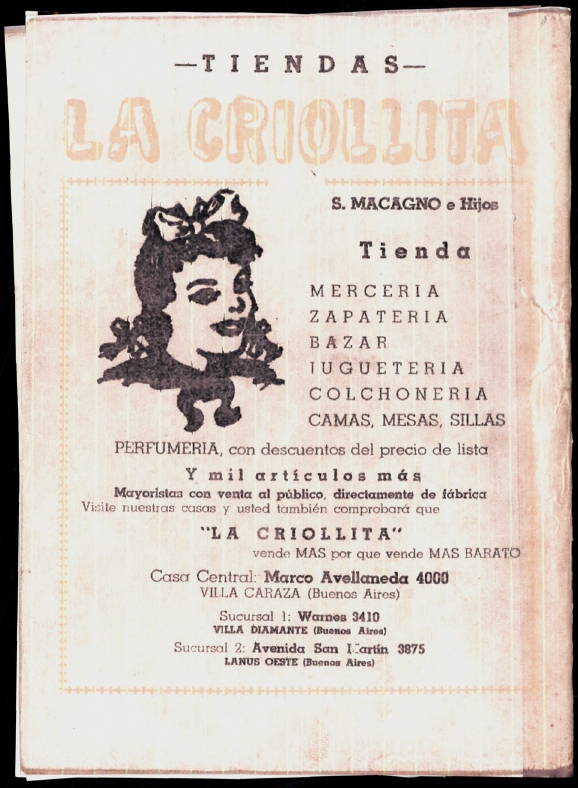 —TIENDAS—
LA CRIOLLITA
S. MACAGNO e Hijos
Tienda
MERCERIA
ZAPATERIA
BAZAR
JUGUETERIA
COLCHONERIA
CAMAS, MESAS, SILLAS
PERFUMERIA, con descuentos del precio de lista
Y mil artículos más
Mayoristas con venta al público, directamente de fábrica
Visite nuestras casas y usted también comprobará que
"LA CRIOLLITA"
vende MAS por que vende MAS BARATO
Casa Central: Marco Avellaneda 4000
VILLA CARAZA (Buenos Aires)
Sucursal 1: Warnes 3410
VILLA DIAMANTE (Buenos Aires)
Sucursal 2: Avenida San Martín 3875
LANUS OESTE (Buenos Aires)